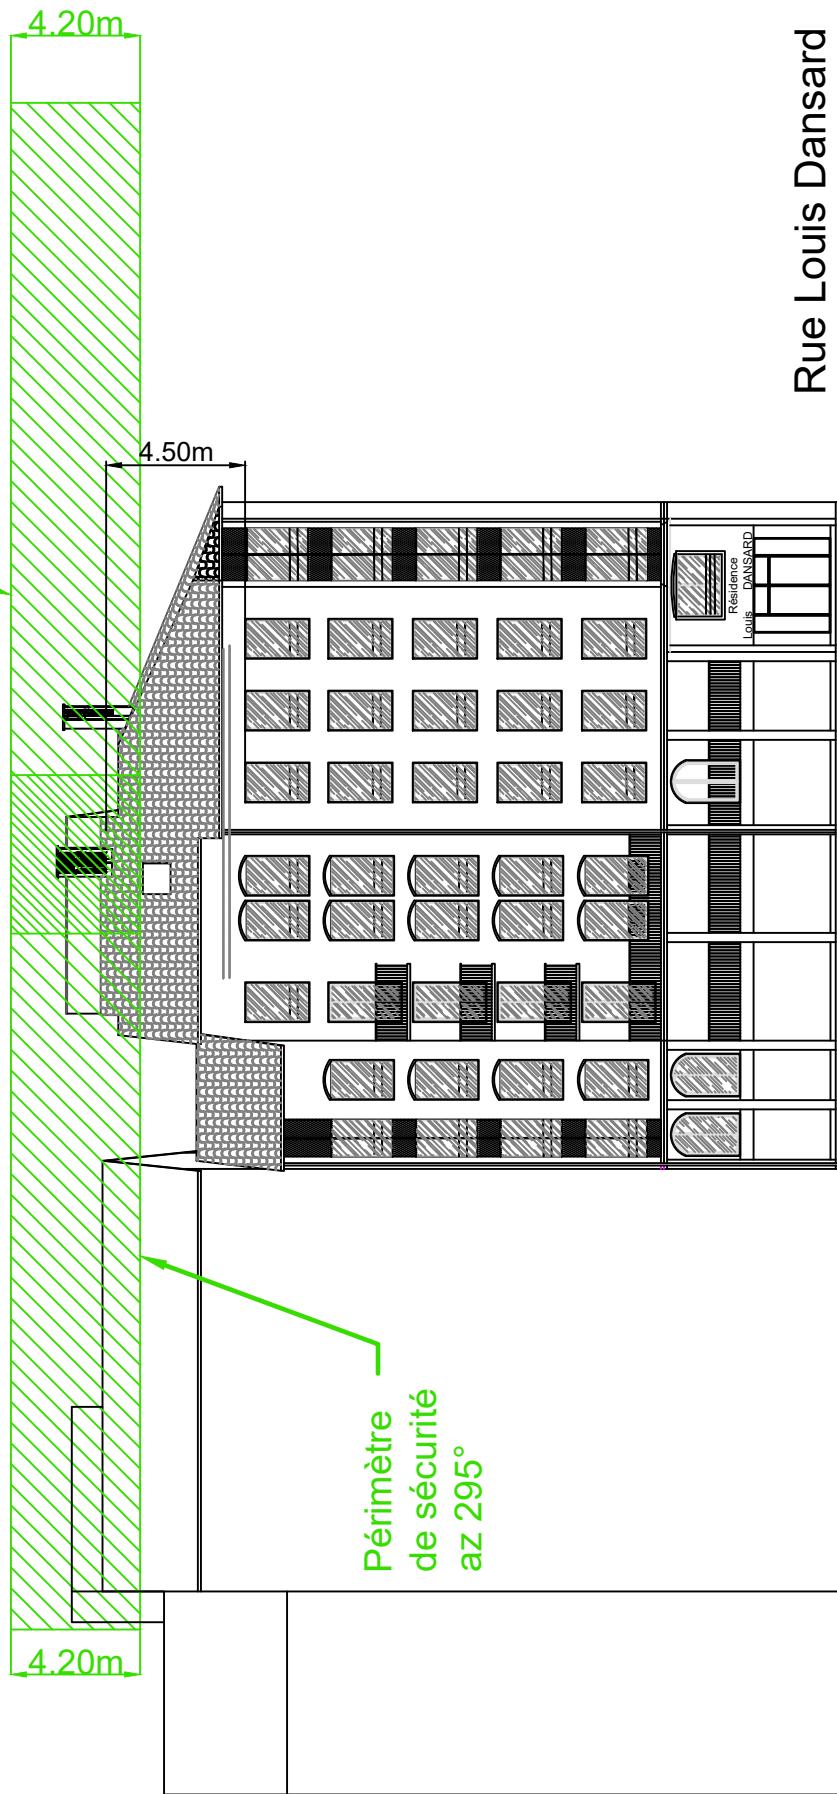 4.20m
Rue Louis Dansard
4.50m
Résidence
Louis DANSARD
Périmètre
de sécurité
az 295°
4.20m